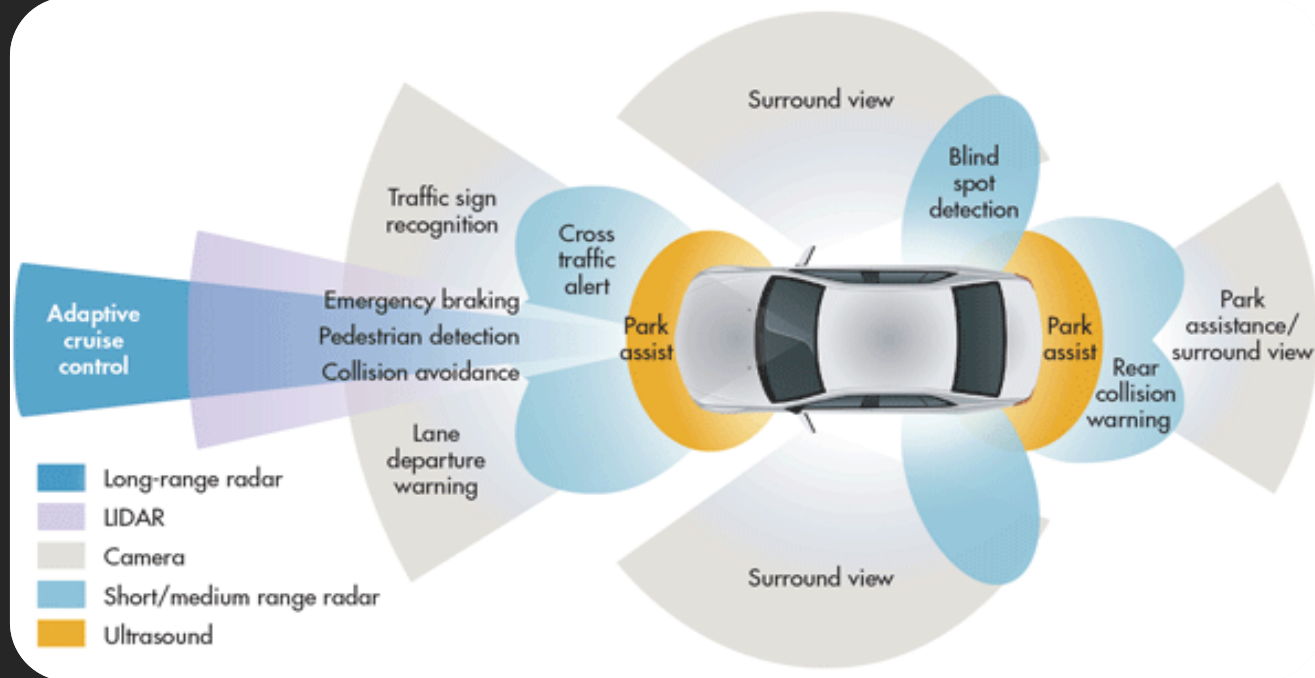 Surround view
Blind
spot
detection
Traffic sign
recognition
Cross
traffic
alert
Adaptive
cruise
control
Emergency braking
Pedestrian detection
Collision avoidance
Park
assist
Park
assist
Park
assistance/
surround view
Rear
collision
warning
Lane
departure
warning
Surround view
Long-range radar
LIDAR
Camera
Short/medium range radar
Ultrasound